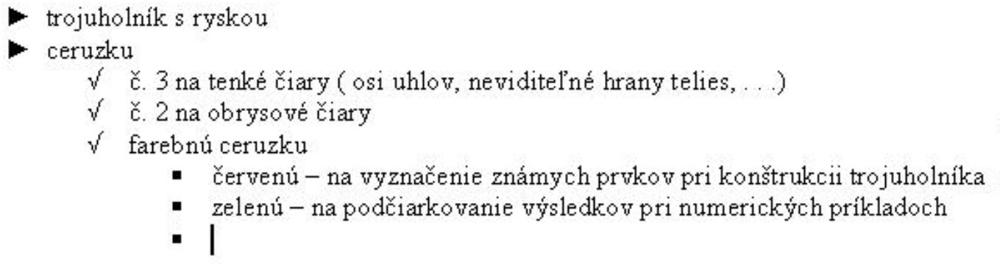 ► trojuholník s ryskou
► ceruzku
√ č. 3 na tenké čiary ( osi uhlov, neviditeľné hrany telies, . . .)
√ č. 2 na obrysové čiary
√ farebnú ceruzku
▪ červenú – na vyznačenie známych prvkov pri konštrukcii trojuholníka
▪ zelenú – na podčiarkovanie výsledkov pri numerických príkladoch
▪